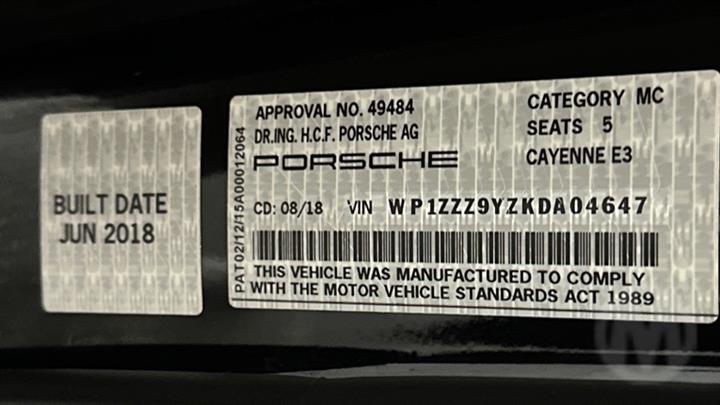 BUILT DATE
JUN 2018
PAT02/12/15A00012064
APPROVAL NO. 49484
DR.ING. H.C.F. PORSCHE AG
PORSCHE
CATEGORY MC
SEATS 5
CAYENNE E3
CD: 08/18 VIN WP1ZZZ9YZKDA04647
THIS VEHICLE WAS MANUFACTURED TO COMPLY
WITH THE MOTOR VEHICLE STANDARDS ACT 1989
M